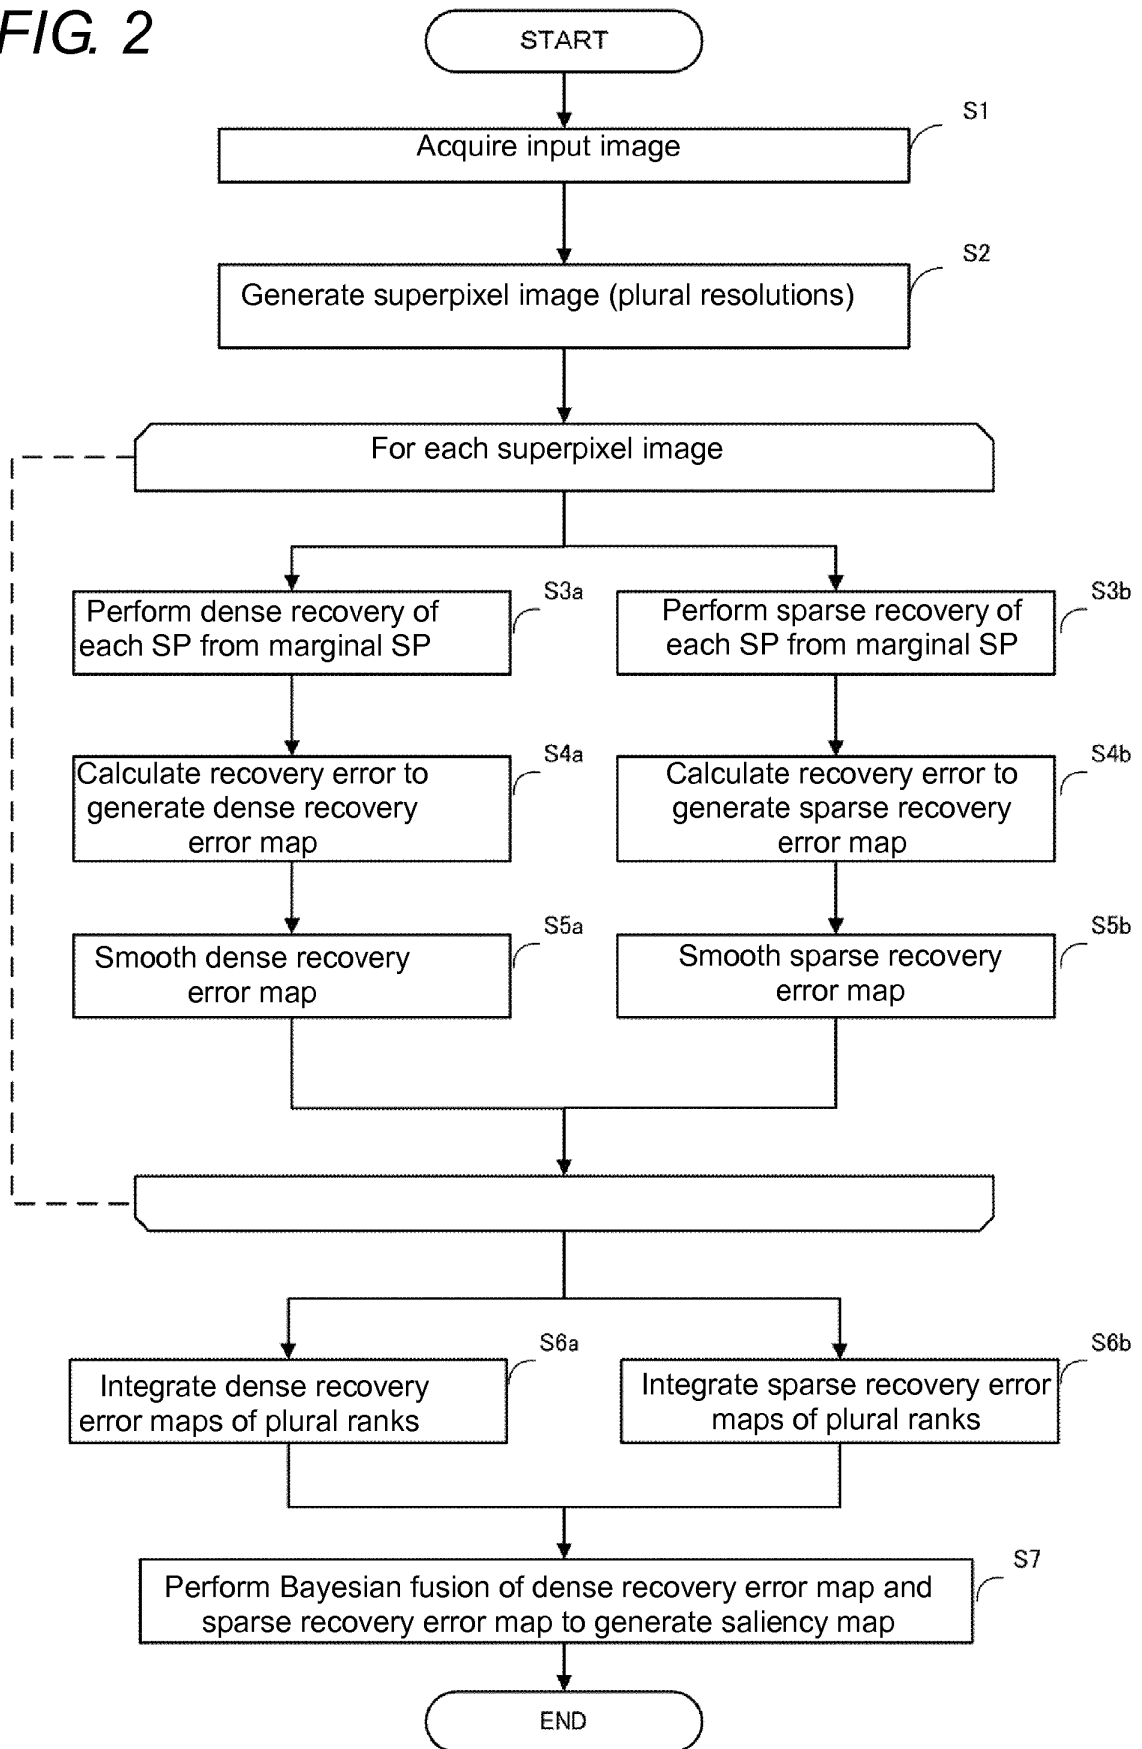 FIG. 2
START
S1
Acquire input image
S2
Generate superpixel image (plural resolutions)
For each superpixel image
S3a
Perform dense recovery of
each SP from marginal SP
S3b
Perform sparse recovery of
each SP from marginal SP
S4a
Calculate recovery error to
generate dense recovery
error map
S4b
Calculate recovery error to
generate sparse recovery
error map
S5a
Smooth dense recovery
error map
S5b
Smooth sparse recovery
error map
S6a
Integrate dense recovery
error maps of plural ranks
S6b
Integrate sparse recovery error
maps of plural ranks
S7
Perform Bayesian fusion of dense recovery error map and
sparse recovery error map to generate saliency map
END